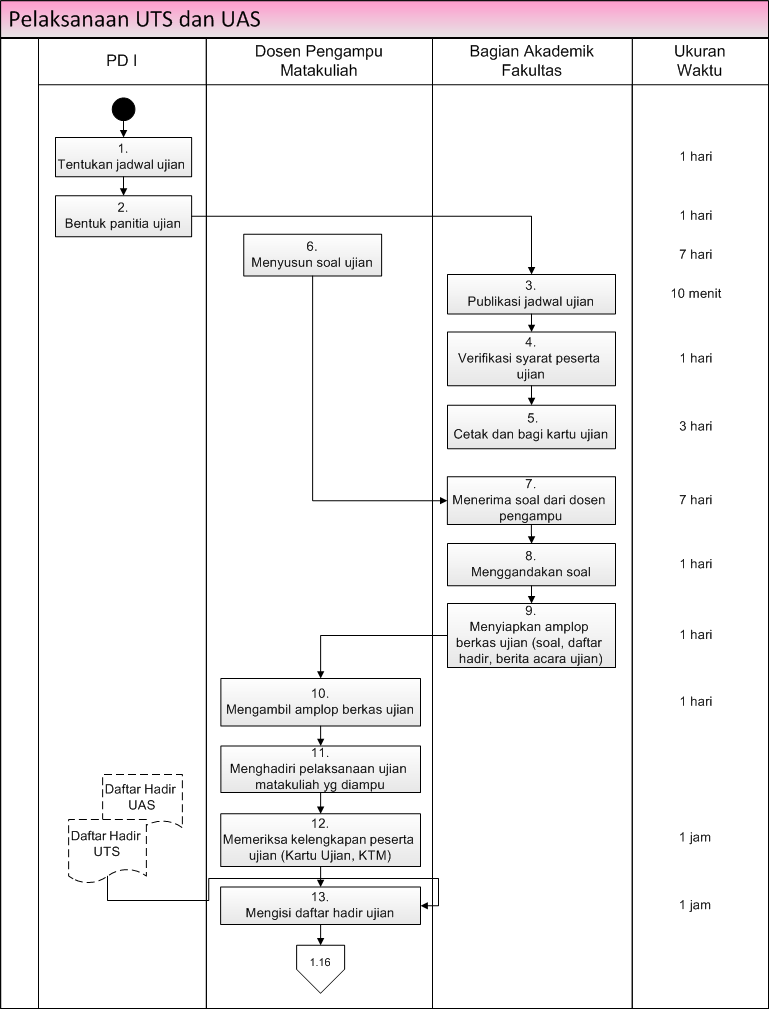 Pelaksanaan UTS dan UAS
PD I
Dosen Pengampu
Matakuliah
Bagian Akademik
Fakultas
Ukuran
Waktu
1.
Tentukan jadwal ujian
1 hari
2.
Bentuk panitia ujian
1 hari
6.
Menyusun soal ujian
7 hari
3.
Publikasi jadwal ujian
10 menit
4.
Verifikasi syarat peserta
ujian
1 hari
5.
Cetak dan bagi kartu ujian
3 hari
7.
Menerima soal dari dosen
pengampu
7 hari
8.
Menggandakan soal
1 hari
9.
Menyiapkan amplop
berkas ujian (soal, daftar
hadir, berita acara ujian)
1 hari
10.
Mengambil amplop berkas ujian
1 hari
11.
Menghadiri pelaksanaan ujian
matakuliah yg diampu
Daftar Hadir
UAS
Daftar Hadir
UTS
12.
Memeriksa kelengkapan peserta
ujian (Kartu Ujian, KTM)
1 jam
13.
Mengisi daftar hadir ujian
1 jam
1.16